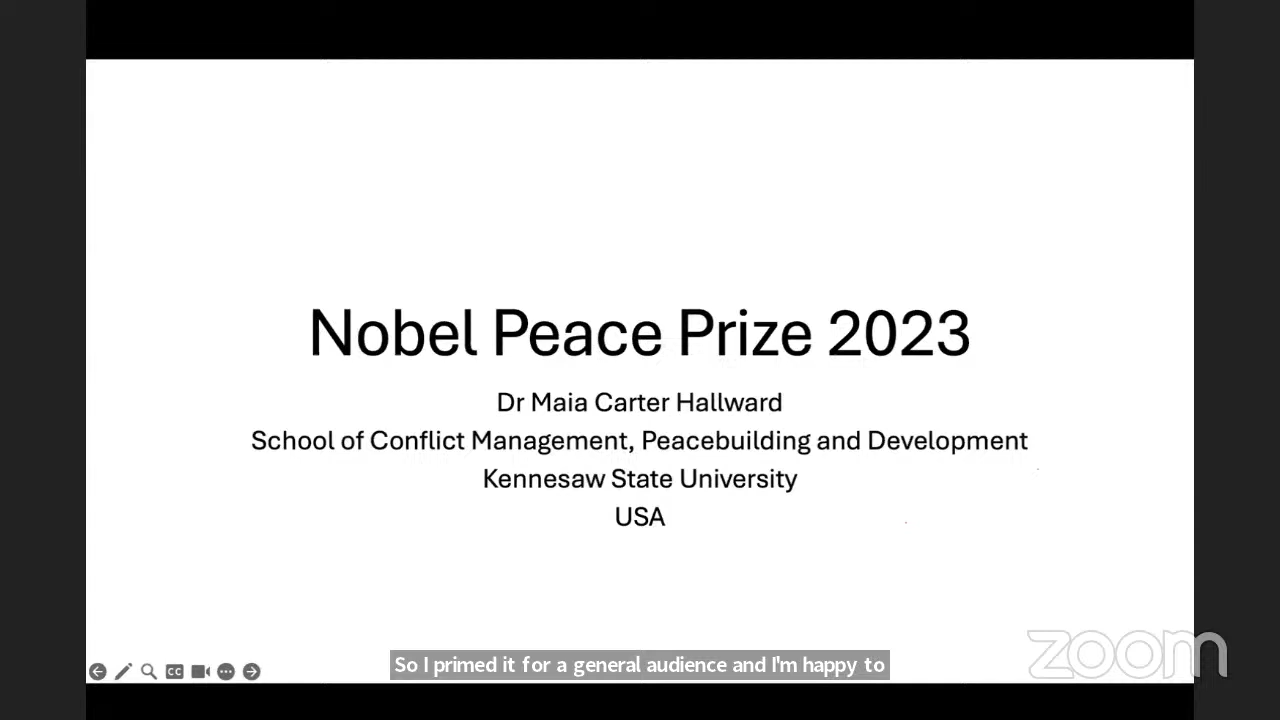 Nobel Peace Prize 2023
Dr Maia Carter Hallward
School of Conflict Management, Peacebuilding and Development
Kennesaw State University
USA
CC
So I primed it for a general audience and I'm happy to
zoom